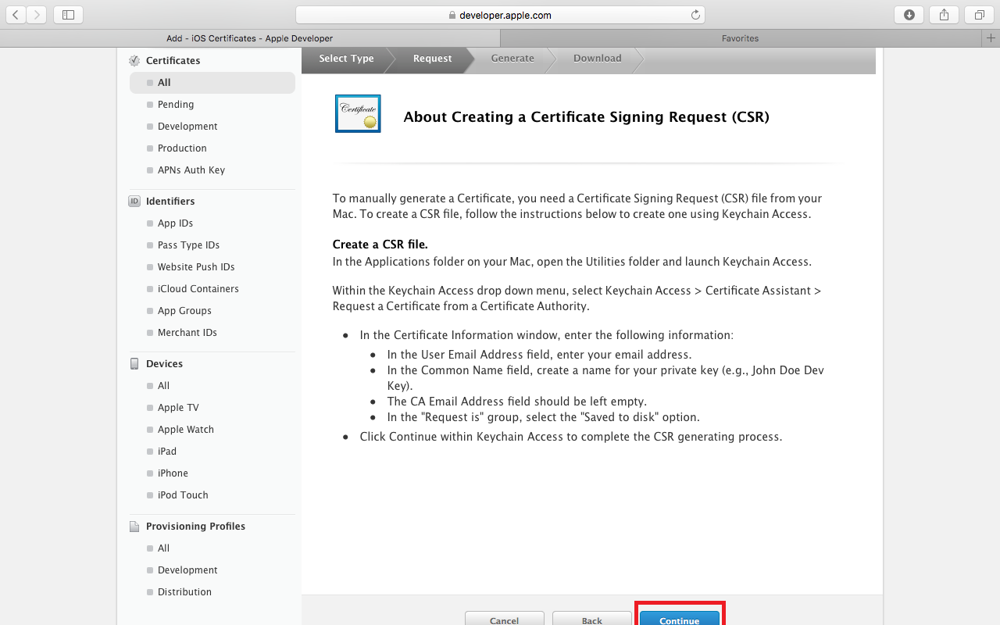 developer.apple.com
Add - iOS Certificates - Apple Developer
Favorites
Certificates
All
Pending
Development
Production
APNs Auth Key
ID Identifiers
App IDs
Pass Type IDs
Website Push IDs
iCloud Containers
App Groups
Merchant IDs
Devices
All
Apple TV
Apple Watch
iPad
iPhone
iPod Touch
Provisioning Profiles
All
Development
Distribution
Select Type
Request
Generate
Download
Certificate
About Creating a Certificate Signing Request (CSR)
To manually generate a Certificate, you need a Certificate Signing Request (CSR) file from your
Mac. To create a CSR file, follow the instructions below to create one using Keychain Access.
Create a CSR file.
In the Applications folder on your Mac, open the Utilities folder and launch Keychain Access.
Within the Keychain Access drop down menu, select Keychain Access > Certificate Assistant >
Request a Certificate from a Certificate Authority.
• In the Certificate Information window, enter the following information:
• In the User Email Address field, enter your email address.
• In the Common Name field, create a name for your private key (e.g., John Doe Dev
Key).
• The CA Email Address field should be left empty.
• In the "Request is" group, select the "Saved to disk" option.
• Click Continue within Keychain Access to complete the CSR generating process.
Cancel
Back
Continue